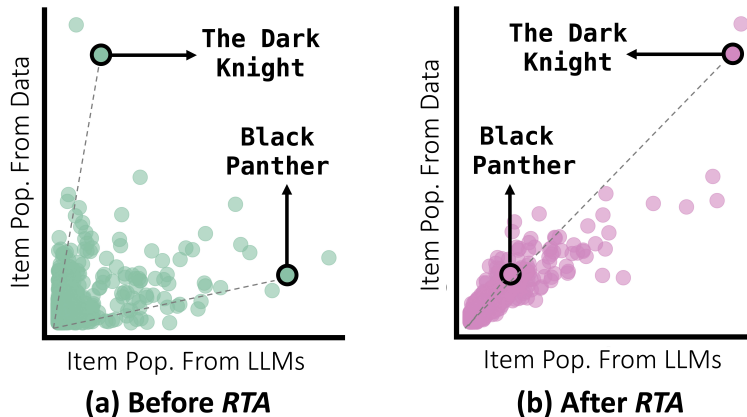 The Dark
Knight
Black
Panther
Item Pop. From Data
Item Pop. From LLMs
(a) Before RTA
The Dark
Knight
Black
Panther
Item Pop. From Data
Item Pop. From LLMs
(b) After RTA